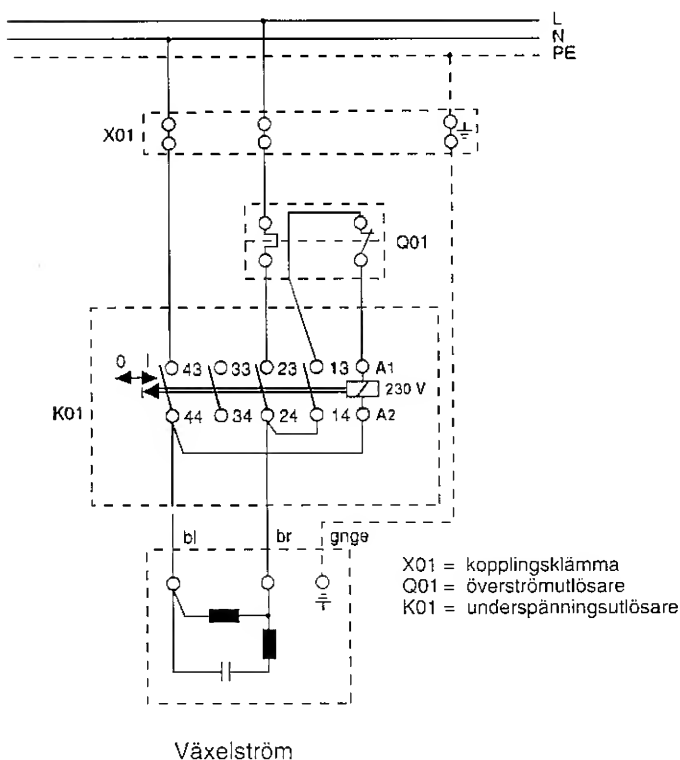 L
N
PE
X01
Q01
0 I
43 33 23 13 A1
230 V
K01
44 34 24 14 A2
bl br gnge
X01 = kopplingsklämma
Q01 = överströmutlösare
K01 = underspänningsutlösare
Växelström